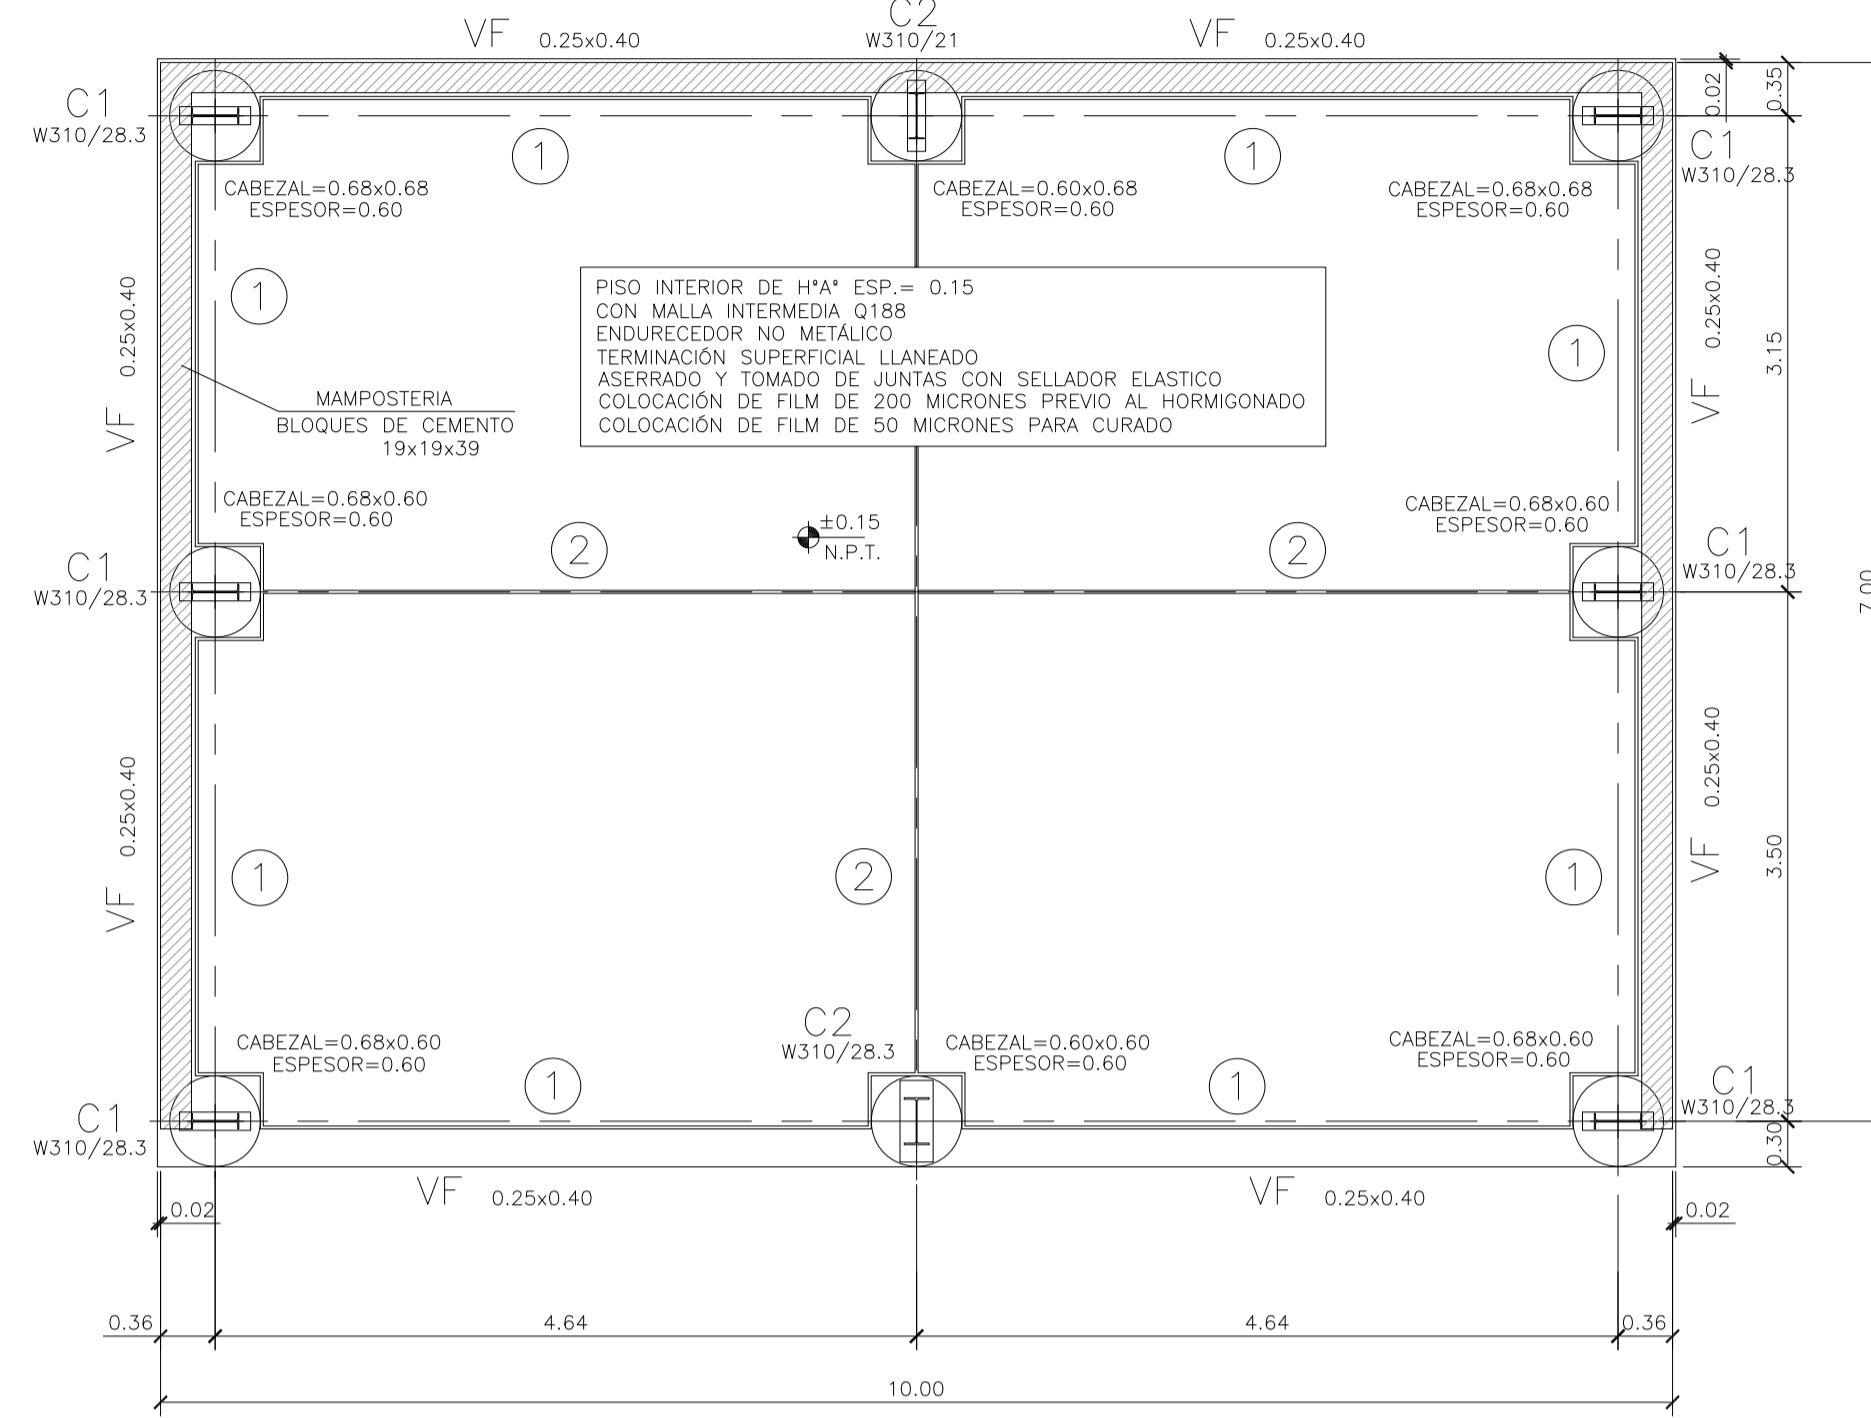 C2
VF 0.25x0.40
W310/21
VF 0.25x0.40
0.02
0.35
C1
W310/28.3
C1
W310/28.3
1
1
CABEZAL=0.68x0.68
ESPESOR=0.60
CABEZAL=0.60x0.68
ESPESOR=0.60
CABEZAL=0.68x0.68
ESPESOR=0.60
VF 0.25x0.40
1
PISO INTERIOR DE H°A° ESP.= 0.15
CON MALLA INTERMEDIA Q188
ENDURECEDOR NO METÁLICO
TERMINACIÓN SUPERFICIAL LLANEADO
ASERRADO Y TOMADO DE JUNTAS CON SELLADOR ELASTICO
COLOCACIÓN DE FILM DE 200 MICRONES PREVIO AL HORMIGONADO
COLOCACIÓN DE FILM DE 50 MICRONES PARA CURADO
1
VF 0.25x0.40
3.15
MAMPOSTERIA
BLOQUES DE CEMENTO
19x19x39
CABEZAL=0.68x0.60
ESPESOR=0.60
±0.15
N.P.T.
CABEZAL=0.68x0.60
ESPESOR=0.60
2
2
C1
W310/28.3
C1
W310/28.3
7.00
VF 0.25x0.40
1
2
1
VF 0.25x0.40
3.50
CABEZAL=0.68x0.60
ESPESOR=0.60
C2
W310/28.3
CABEZAL=0.60x0.60
ESPESOR=0.60
CABEZAL=0.68x0.60
ESPESOR=0.60
1
1
C1
W310/28.3
C1
W310/28.3
0.30
VF 0.25x0.40
VF 0.25x0.40
0.02
0.02
0.36
4.64
4.64
0.36
10.00